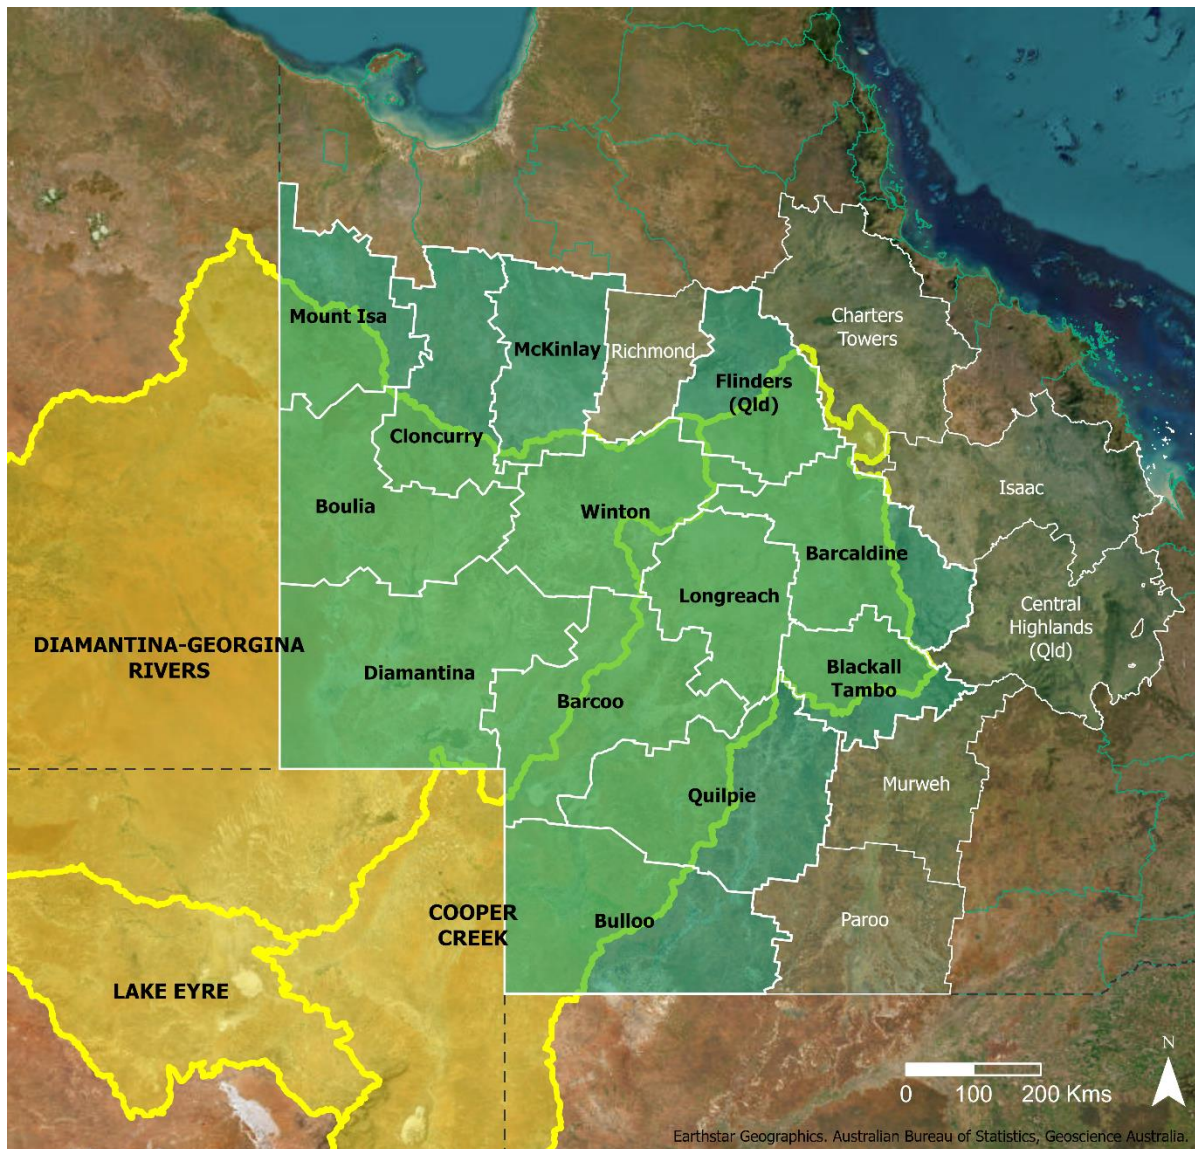 Mount Isa
McKinlay
Richmond
Charters
Towers
Flinders
(Qld)
Cloncurry
Boulia
Winton
Isaac
Barcaldine
Longreach
Central
Highlands
(Qld)
DIAMANTINA-GEORGINA
RIVERS
Diamantina
Barcoo
Blackall
Tambo
Quilpie
Murweh
COOPER
CREEK
Bulloo
Paroo
LAKE EYRE
N
0 100 200 Kms
Earthstar Geographics. Australian Bureau of Statistics, Geoscience Australia.